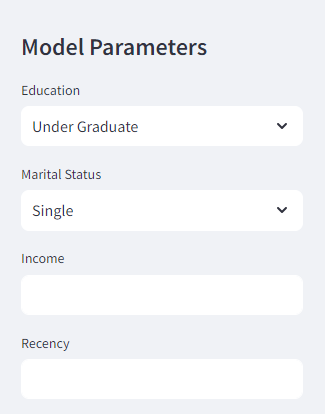 Model Parameters
Education
Under Graduate
Marital Status
Single
Income
Recency